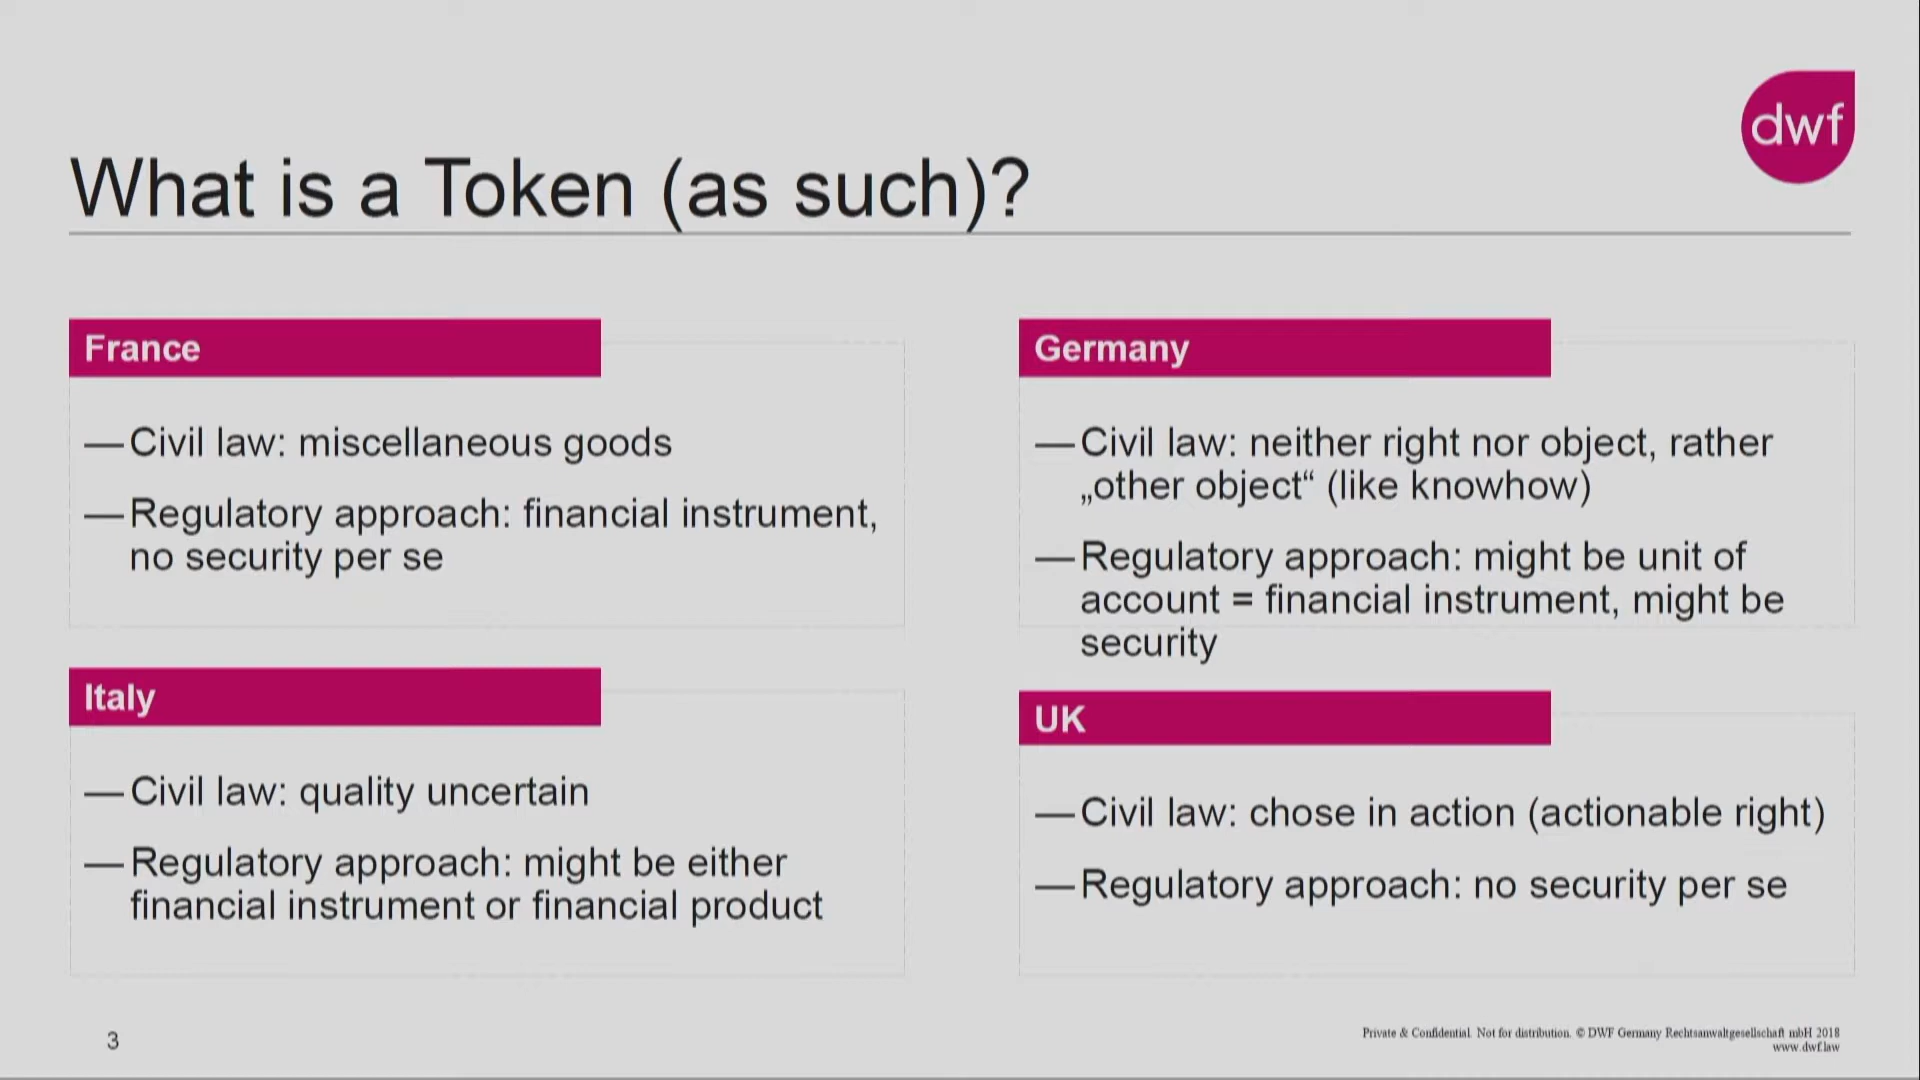 dwf
What is a Token (as such)?
France
— Civil law: miscellaneous goods
— Regulatory approach: financial instrument,
no security per se
Germany
— Civil law: neither right nor object, rather
„other object“ (like knowhow)
— Regulatory approach: might be unit of
account = financial instrument, might be
security
Italy
— Civil law: quality uncertain
— Regulatory approach: might be either
financial instrument or financial product
UK
— Civil law: chose in action (actionable right)
— Regulatory approach: no security per se
3
Private & Confidential. Not for distribution. © DWF Germany Rechtsanwaltgesellschaft mbH 2018
www.dwf.law